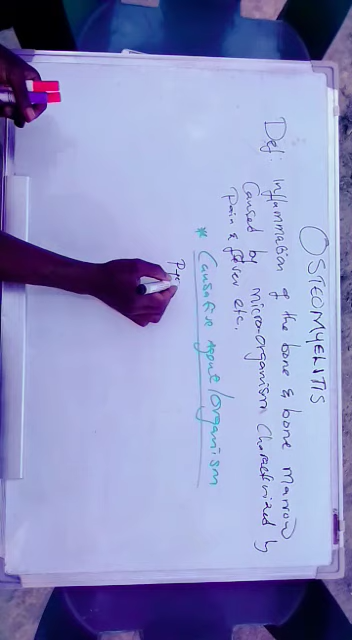 OSTEOMYELITIS
Def: Inflammation of the bone & bone marrow
Caused by micro-organism Characterized by
Pain & fever etc.
* Causative Agent/Organism